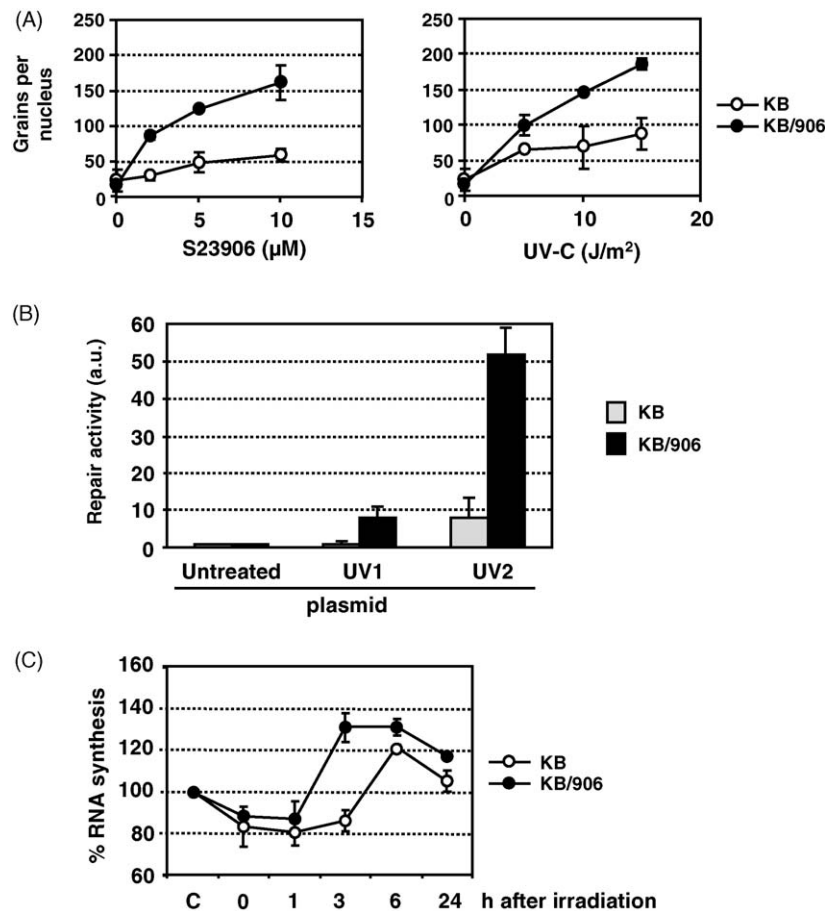 (A)
Grains per nucleus
250
200
150
100
50
0
0 5 10 15
S23906 (µM)
250
200
150
100
50
0
0 10 20
UV-C (J/m²)
KB
KB/906
(B)
Repair activity (a.u.)
60
50
40
30
20
10
0
Untreated UV1 UV2
plasmid
KB
KB/906
(C)
% RNA synthesis
160
140
120
100
80
60
C 0 1 3 6 24 h after irradiation
KB
KB/906